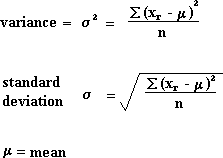 variance = σ² = Σ(xᵣ - μ)² / n
standard deviation σ = √(Σ(xᵣ - μ)² / n)
μ = mean